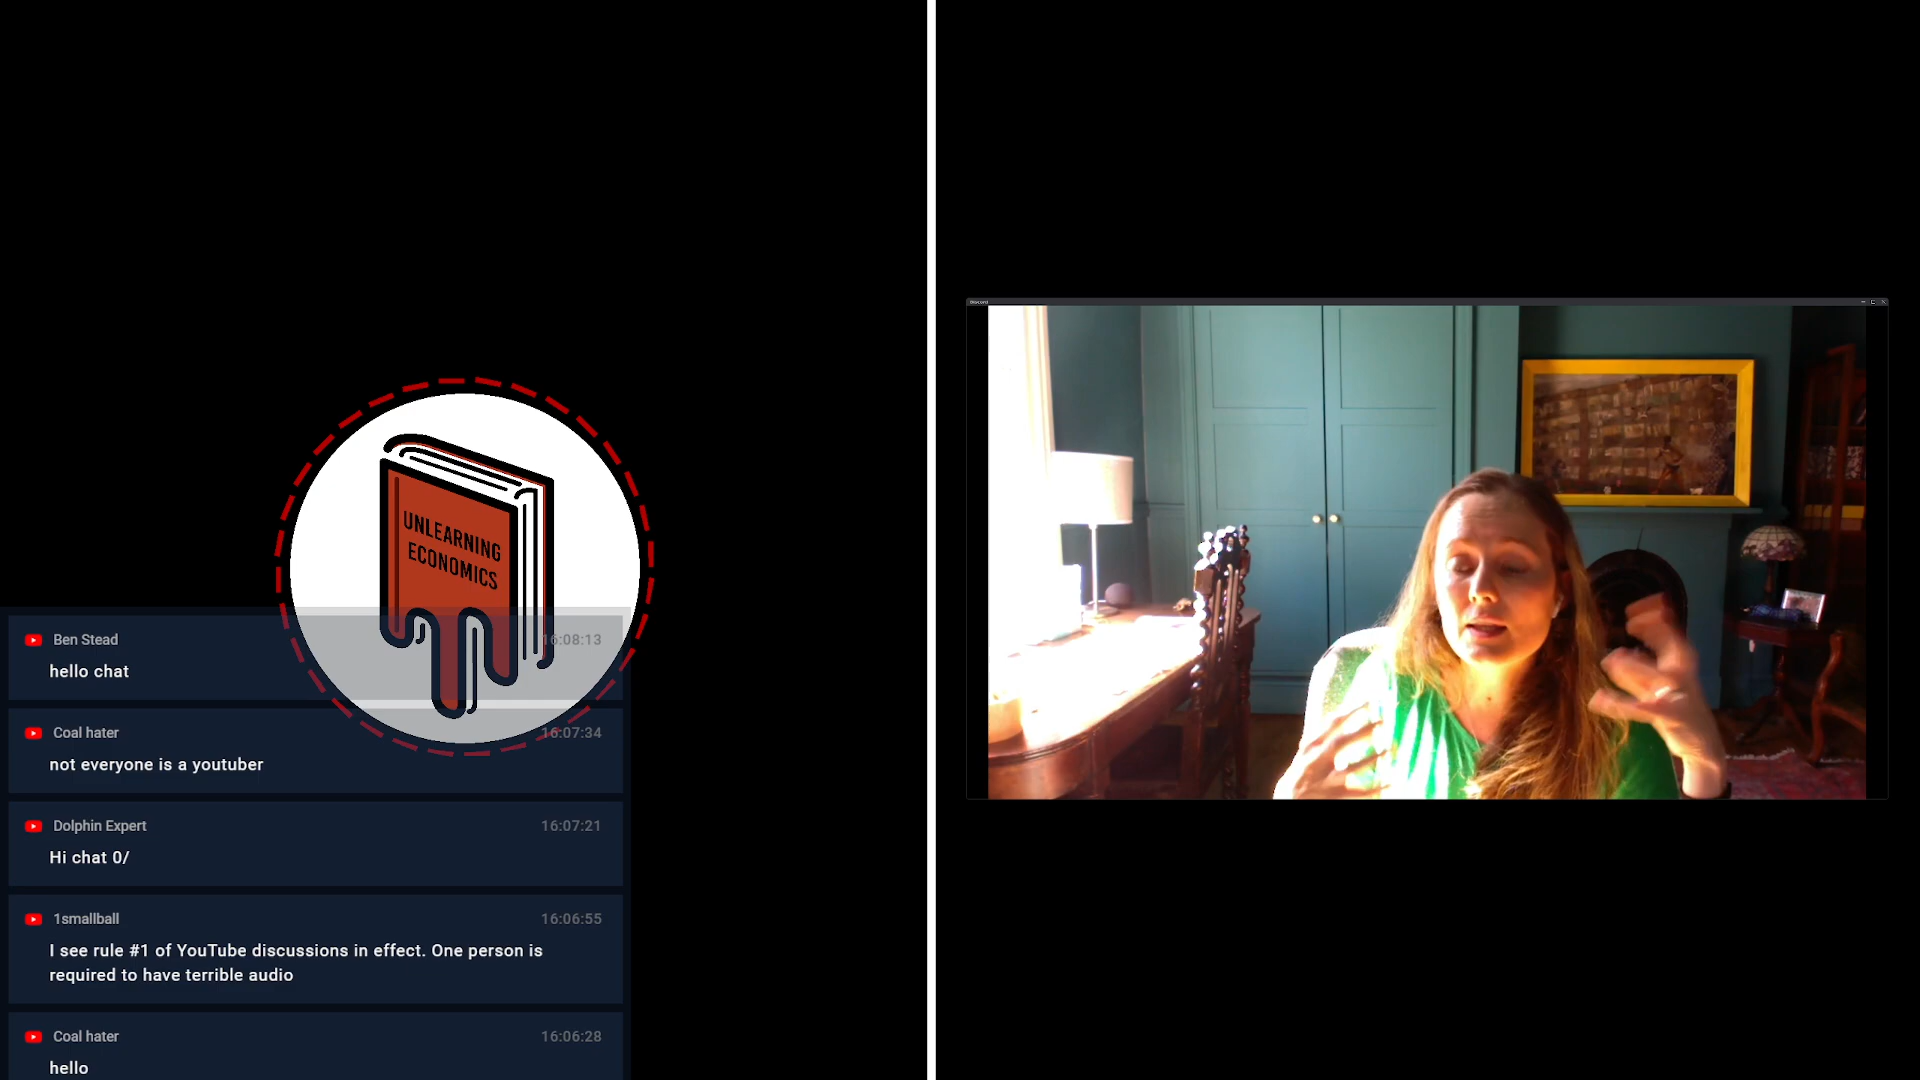 UNLEARNING
ECONOMICS
Ben Stead
16:08:13
hello chat
Coal hater
16:07:34
not everyone is a youtuber
Dolphin Expert
16:07:21
Hi chat 0/
1smallball
16:06:55
I see rule #1 of YouTube discussions in effect. One person is
required to have terrible audio
Coal hater
16:06:28
hello
Discord